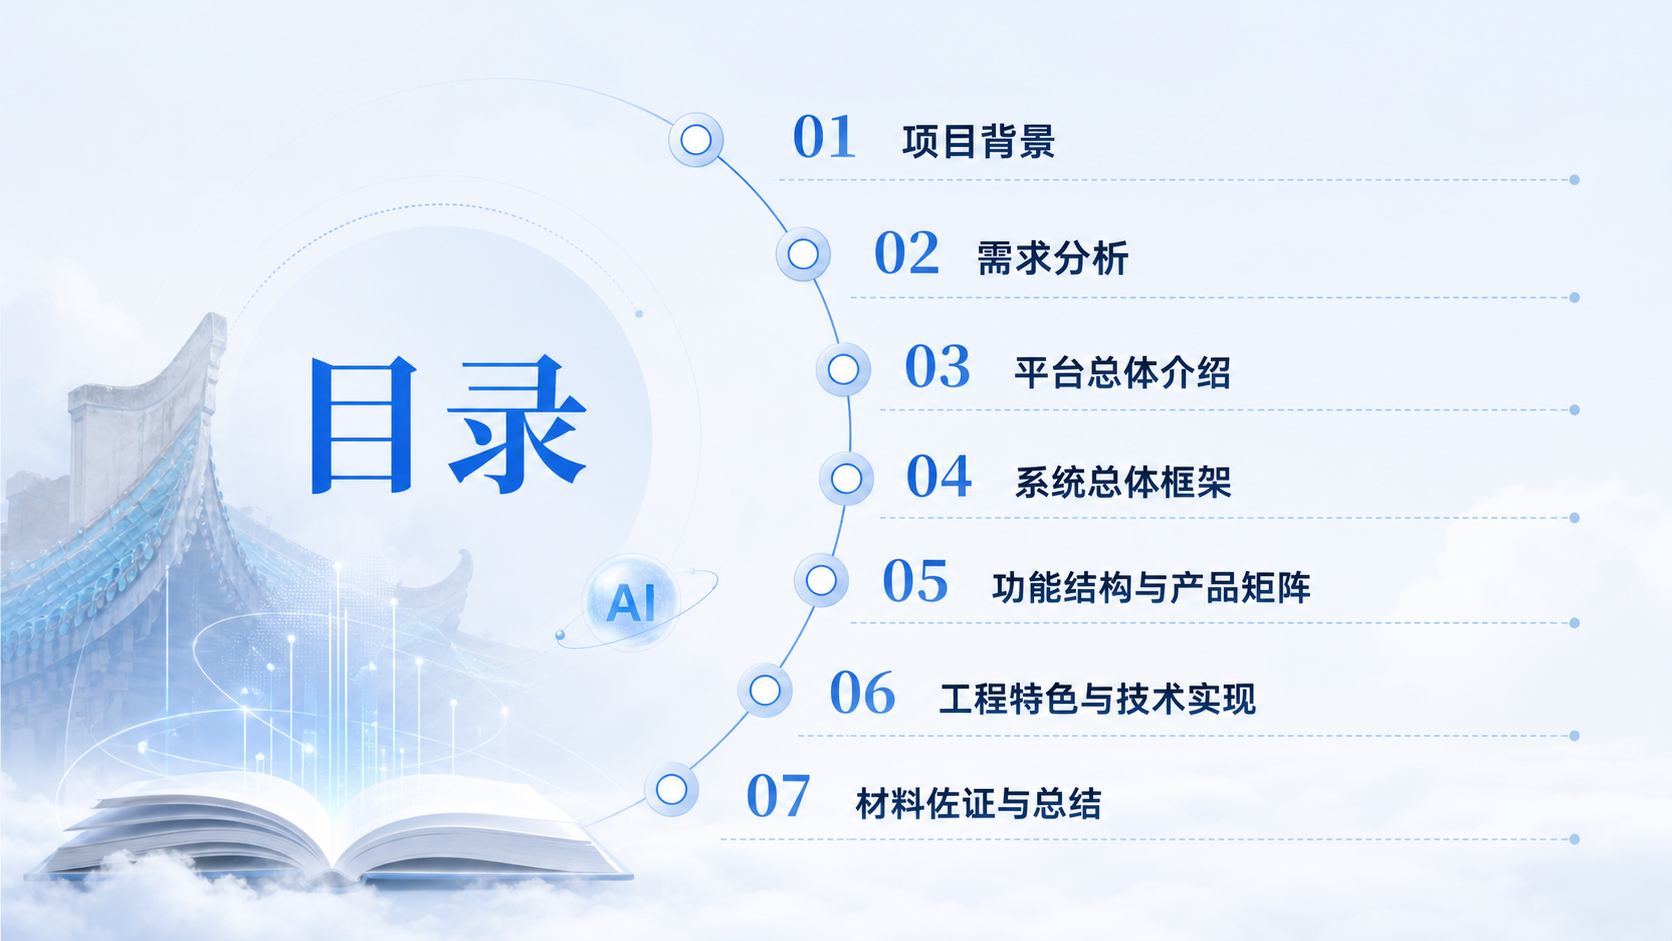 目录
AI
01 项目背景
02 需求分析
03 平台总体介绍
04 系统总体框架
05 功能结构与产品矩阵
06 工程特色与技术实现
07 材料佐证与总结